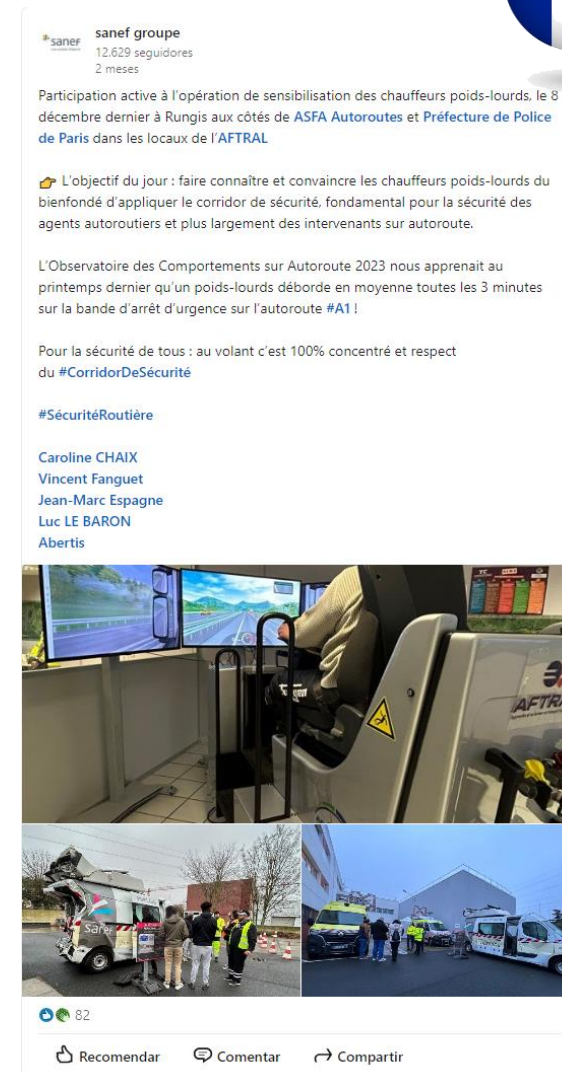 sanef
sanef groupe
12.629 seguidores
2 meses
Participation active à l'opération de sensibilisation des chauffeurs poids-lourds, le 8
décembre dernier à Rungis aux côtés de ASFA Autoroutes et Préfecture de Police
de Paris dans les locaux de l'AFTRAL
👉 L'objectif du jour : faire connaître et convaincre les chauffeurs poids-lourds du
bienfondé d'appliquer le corridor de sécurité, fondamental pour la sécurité des
agents autoroutiers et plus largement des intervenants sur autoroute.
L'Observatoire des Comportements sur Autoroute 2023 nous apprenait au
printemps dernier qu'un poids-lourds déborde en moyenne toutes les 3 minutes
sur la bande d'arrêt d'urgence sur l'autoroute #A1 !
Pour la sécurité de tous : au volant c'est 100% concentré et respect
du #CorridorDeSécurité
#SécuritéRoutière
Caroline CHAIX
Vincent Fanguet
Jean-Marc Espagne
Luc LE BARON
Abertis
AFTR
sanef
82
Recomendar Comentar Compartir